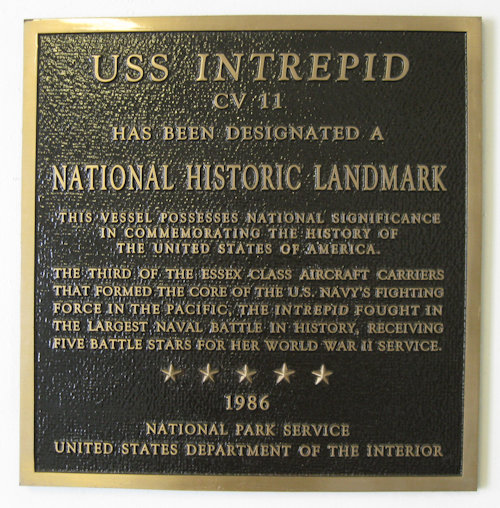 USS INTREPID
CV 11
HAS BEEN DESIGNATED A
NATIONAL HISTORIC LANDMARK
THIS VESSEL POSSESSES NATIONAL SIGNIFICANCE
IN COMMEMORATING THE HISTORY OF
THE UNITED STATES OF AMERICA.
THE THIRD OF THE ESSEX CLASS AIRCRAFT CARRIERS
THAT FORMED THE CORE OF THE U.S. NAVY'S FIGHTING
FORCE IN THE PACIFIC, THE INTREPID FOUGHT IN
THE LARGEST NAVAL BATTLE IN HISTORY, RECEIVING
FIVE BATTLE STARS FOR HER WORLD WAR II SERVICE.
1986
NATIONAL PARK SERVICE
UNITED STATES DEPARTMENT OF THE INTERIOR